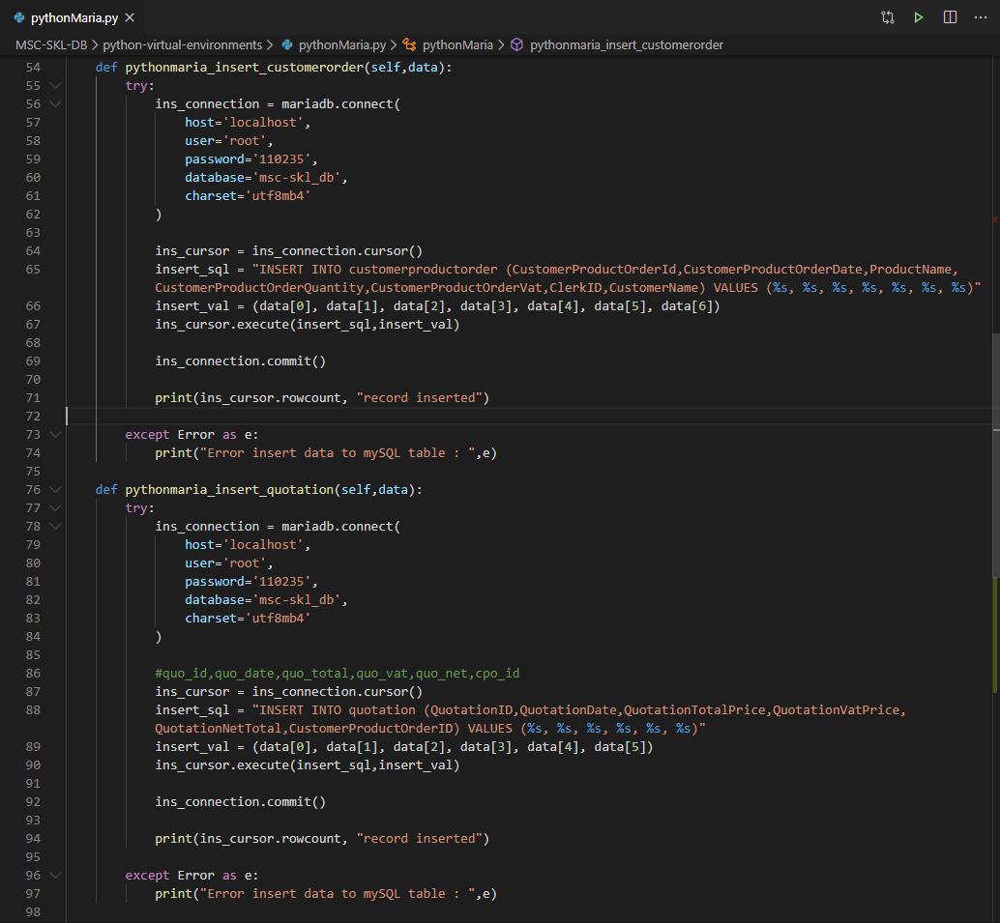 pythonMaria.py
MSC-SKL-DB > python-virtual-environments > pythonMaria.py > pythonMaria > pythonmaria_insert_customerorder
54 def pythonmaria_insert_customerorder(self,data):
55 try:
56 ins_connection = mariadb.connect(
57 host='localhost',
58 user='root',
59 password='110235',
60 database='msc-skl_db',
61 charset='utf8mb4'
62 )
63
64 ins_cursor = ins_connection.cursor()
65 insert_sql = "INSERT INTO customerproductorder (CustomerProductOrderId,CustomerProductOrderDate,ProductName,
CustomerProductOrderQuantity,CustomerProductOrderVat,ClerkID,CustomerName) VALUES (%s, %s, %s, %s, %s, %s, %s)"
66 insert_val = (data[0], data[1], data[2], data[3], data[4], data[5], data[6])
67 ins_cursor.execute(insert_sql,insert_val)
68
69 ins_connection.commit()
70
71 print(ins_cursor.rowcount, "record inserted")
72
73 except Error as e:
74 print("Error insert data to mySQL table : ",e)
75
76 def pythonmaria_insert_quotation(self,data):
77 try:
78 ins_connection = mariadb.connect(
79 host='localhost',
80 user='root',
81 password='110235',
82 database='msc-skl_db',
83 charset='utf8mb4'
84 )
85
86 #quo_id,quo_date,quo_total,quo_vat,quo_net,cpo_id
87 ins_cursor = ins_connection.cursor()
88 insert_sql = "INSERT INTO quotation (QuotationID,QuotationDate,QuotationTotalPrice,QuotationVatPrice,
QuotationNetTotal,CustomerProductOrderID) VALUES (%s, %s, %s, %s, %s, %s)"
89 insert_val = (data[0], data[1], data[2], data[3], data[4], data[5])
90 ins_cursor.execute(insert_sql,insert_val)
91
92 ins_connection.commit()
93
94 print(ins_cursor.rowcount, "record inserted")
95
96 except Error as e:
97 print("Error insert data to mySQL table : ",e)
98